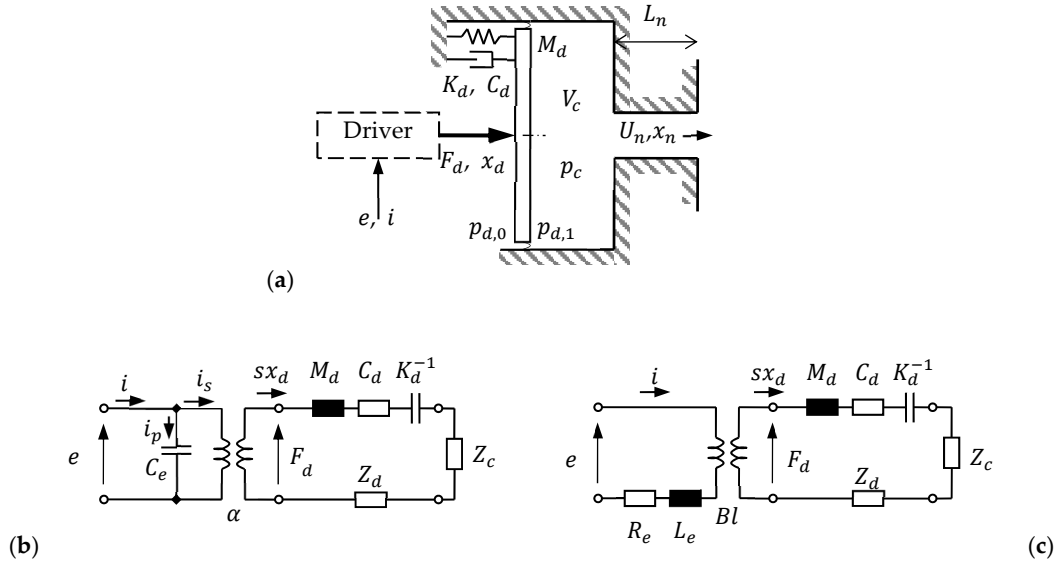 L_n
M_d
K_d, C_d
V_c
Driver
U_n,x_n
F_d, x_d
p_c
e, i
p_{d,0} p_{d,1}
(a)
i i_s sx_d M_d C_d K_d^{-1}
i_p
e C_e F_d Z_c
Z_d
α
(b)
i sx_d M_d C_d K_d^{-1}
e F_d Z_c
Z_d
R_e L_e Bl
(c)